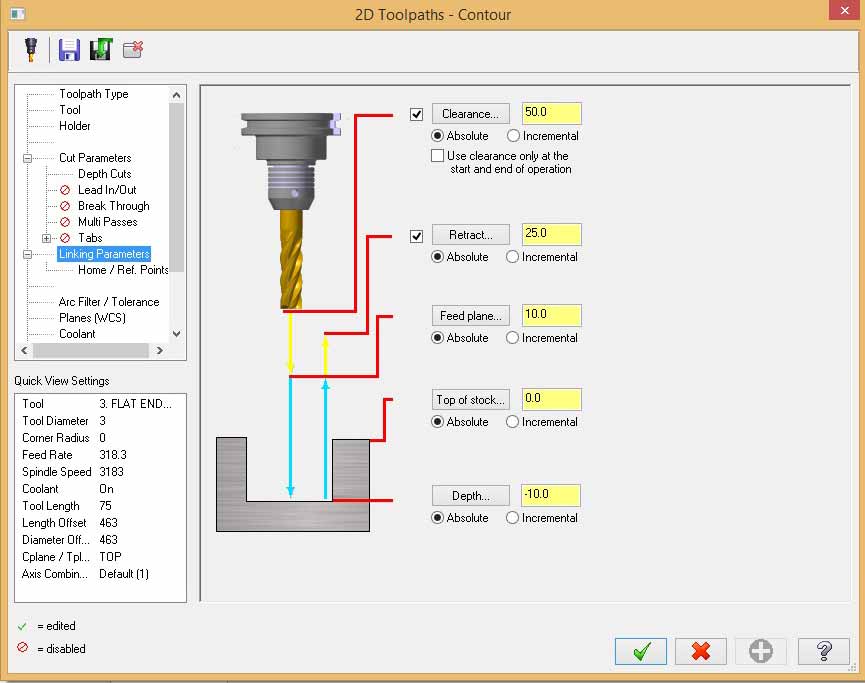 2D Toolpaths - Contour
Toolpath Type
Tool
Holder
Cut Parameters
Depth Cuts
Lead In/Out
Break Through
Multi Passes
Tabs
Linking Parameters
Home / Ref. Points
Arc Filter / Tolerance
Planes (WCS)
Coolant
Quick View Settings
Tool 3. FLAT END...
Tool Diameter 3
Corner Radius 0
Feed Rate 318.3
Spindle Speed 3183
Coolant On
Tool Length 75
Length Offset 463
Diameter Off... 463
Cplane / Tpl... TOP
Axis Combin... Default (1)
= edited
= disabled
Clearance... 50.0
Absolute Incremental
Use clearance only at the
start and end of operation
Retract... 25.0
Absolute Incremental
Feed plane... 10.0
Absolute Incremental
Top of stock... 0.0
Absolute Incremental
Depth... -10.0
Absolute Incremental